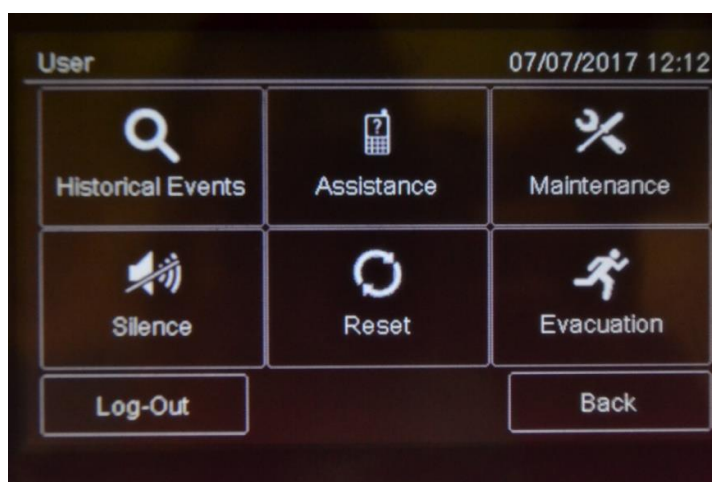 User 07/07/2017 12:12
Historical Events Assistance Maintenance
Silence Reset Evacuation
Log-Out Back